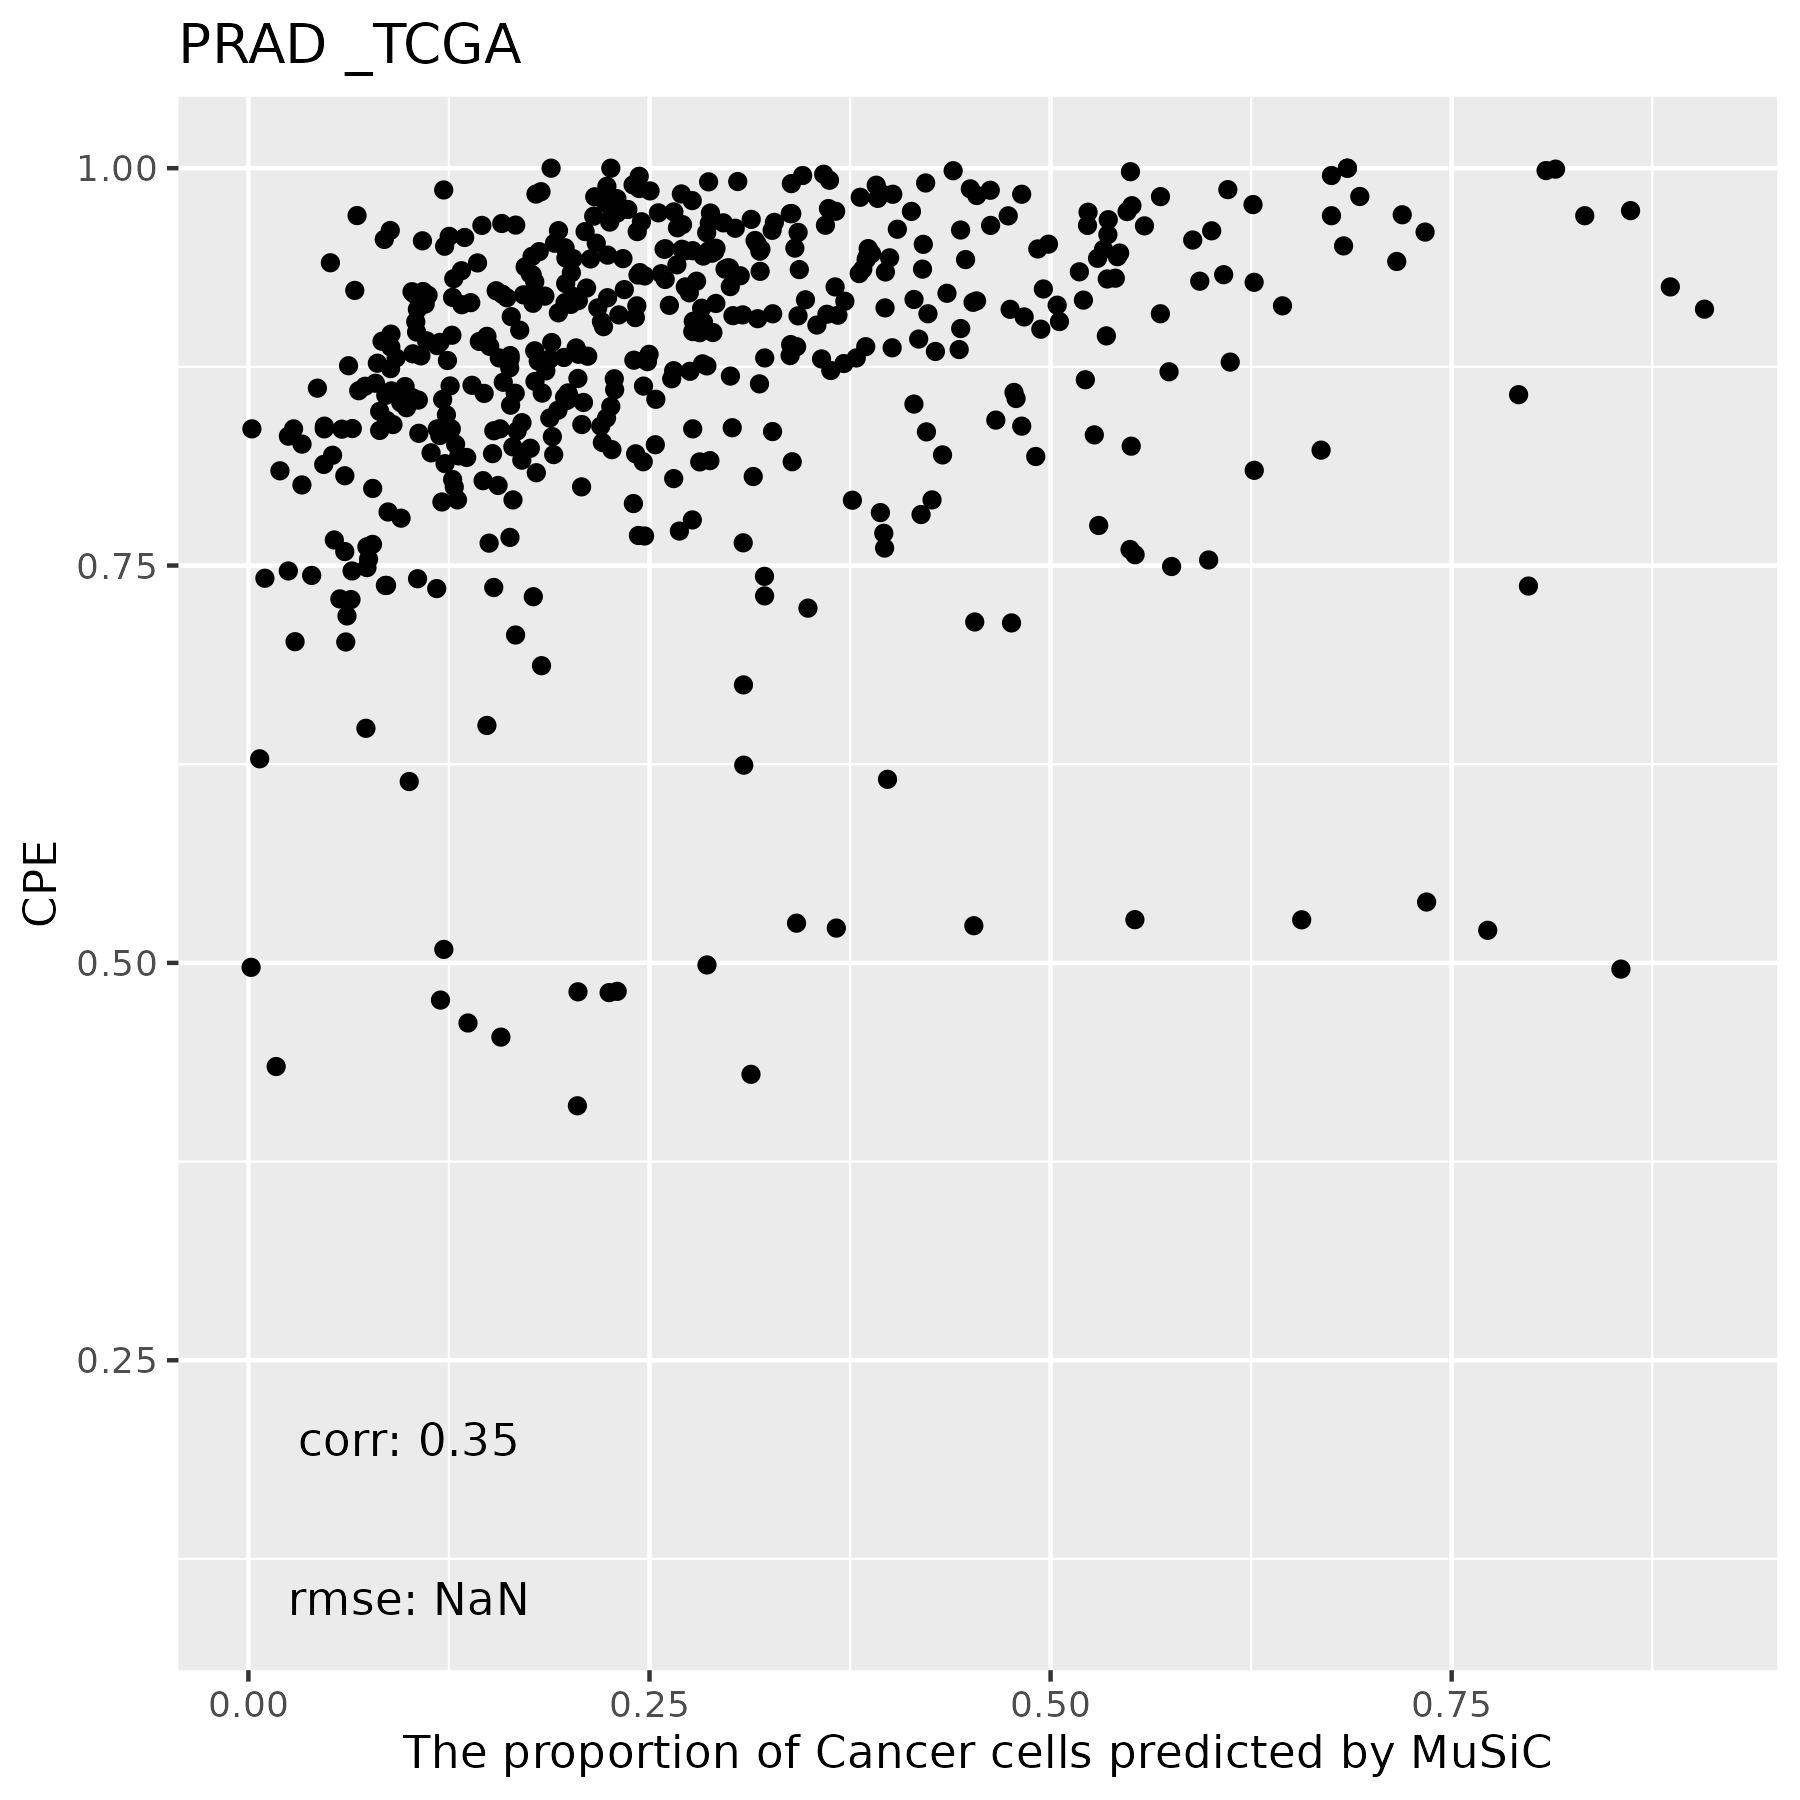 PRAD _TCGA
1.00
0.75
0.50
0.25
CPE
corr: 0.35
rmse: NaN
0.00 0.25 0.50 0.75
The proportion of Cancer cells predicted by MuSiC